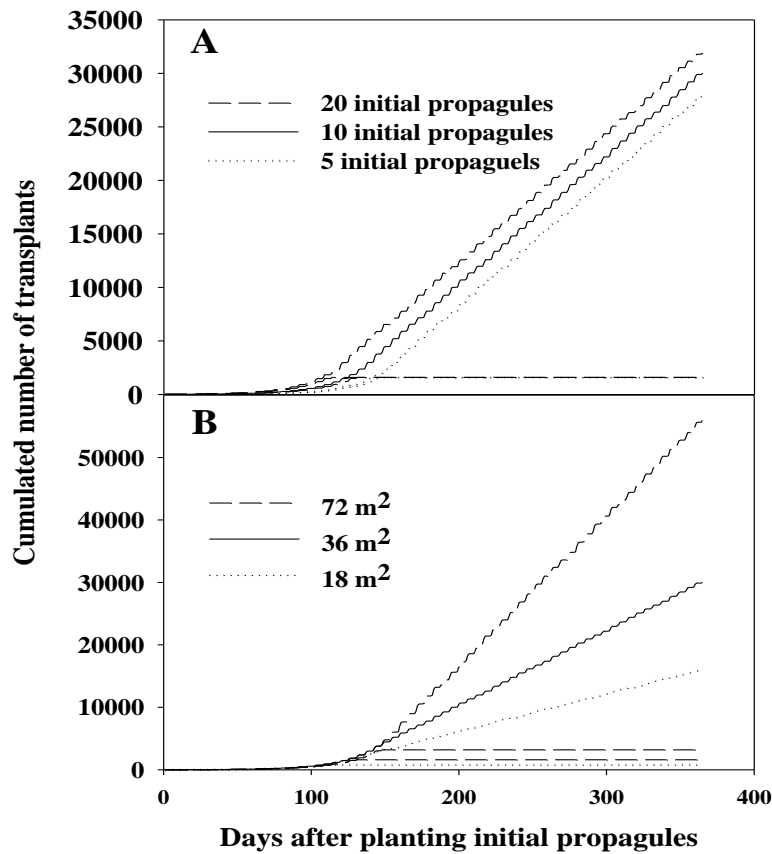 Cumulated number of transplants
A
35000
30000
25000
20000
15000
10000
5000
0
20 initial propagules
10 initial propagules
5 initial propaguels
B
50000
40000
30000
20000
10000
0
72 m²
36 m²
18 m²
0 100 200 300 400
Days after planting initial propagules